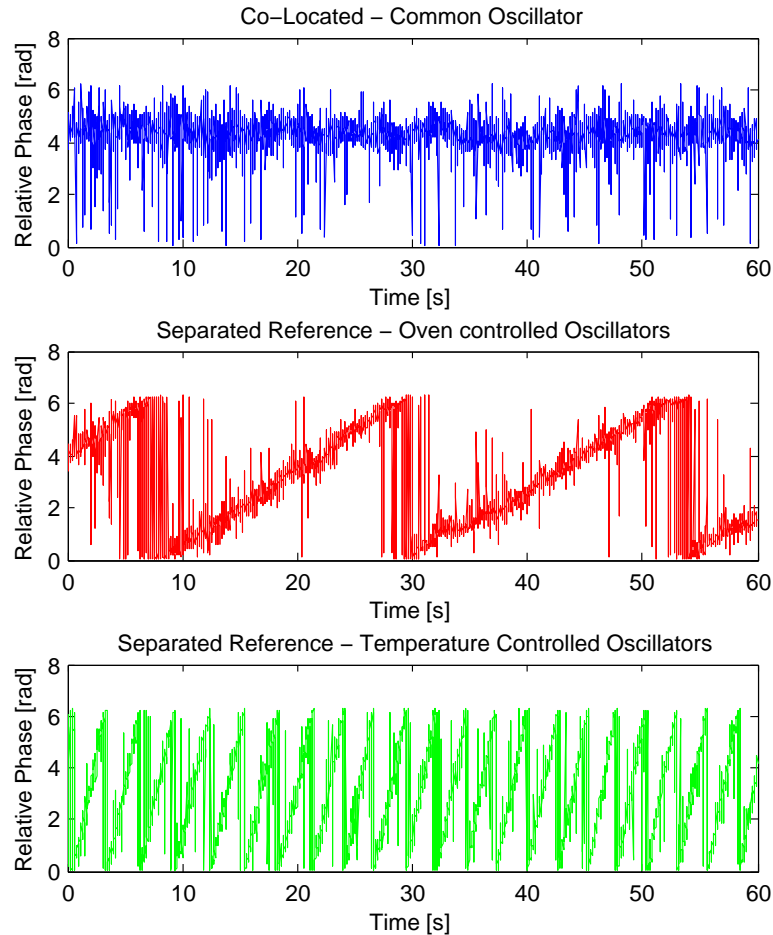 Co−Located − Common Oscillator
Relative Phase [rad]
8
6
4
2
0
0 10 20 30 40 50 60
Time [s]
Separated Reference − Oven controlled Oscillators
Relative Phase [rad]
8
6
4
2
0
0 10 20 30 40 50 60
Time [s]
Separated Reference − Temperature Controlled Oscillators
Relative Phase [rad]
8
6
4
2
0
0 10 20 30 40 50 60
Time [s]